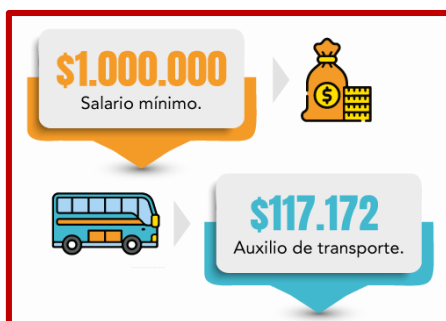 $1.000.000
Salario mínimo.
$
$117.172
Auxilio de transporte.